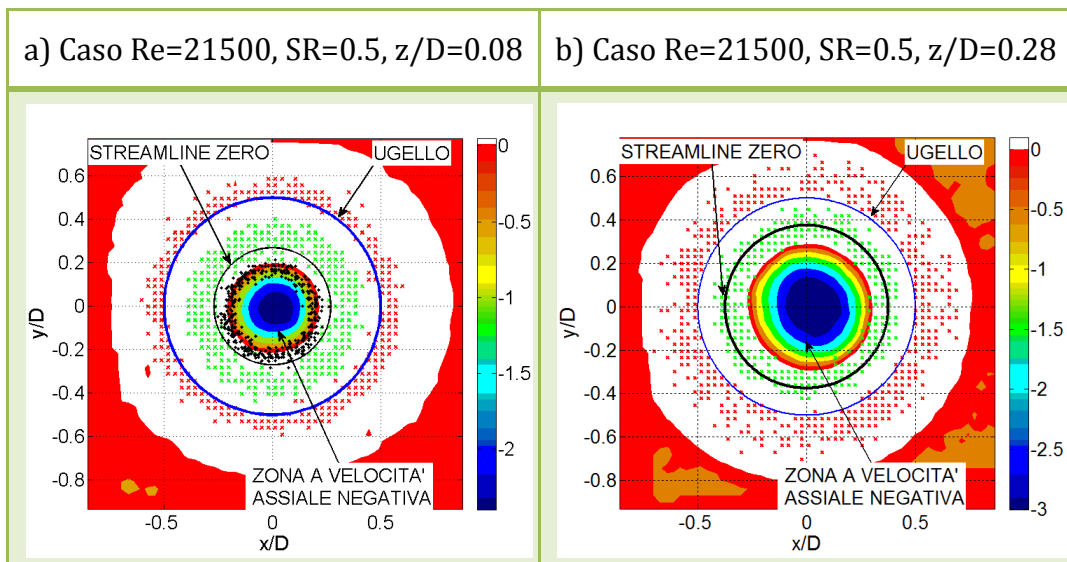 a) Caso Re=21500, SR=0.5, z/D=0.08
b) Caso Re=21500, SR=0.5, z/D=0.28
STREAMLINE ZERO
UGELLO
0.6
0.4
0.2
0
-0.2
-0.4
-0.6
-0.8
y/D
-0.5
0
0.5
x/D
ZONA A VELOCITA'
ASSIALE NEGATIVA
0
-0.5
-1
-1.5
-2
STREAMLINE ZERO
UGELLO
0.6
0.4
0.2
0
-0.2
-0.4
-0.6
-0.8
y/D
-0.5
0
0.5
x/D
ZONA A VELOCITA'
ASSIALE NEGATIVA
0
-0.5
-1
-1.5
-2
-2.5
-3